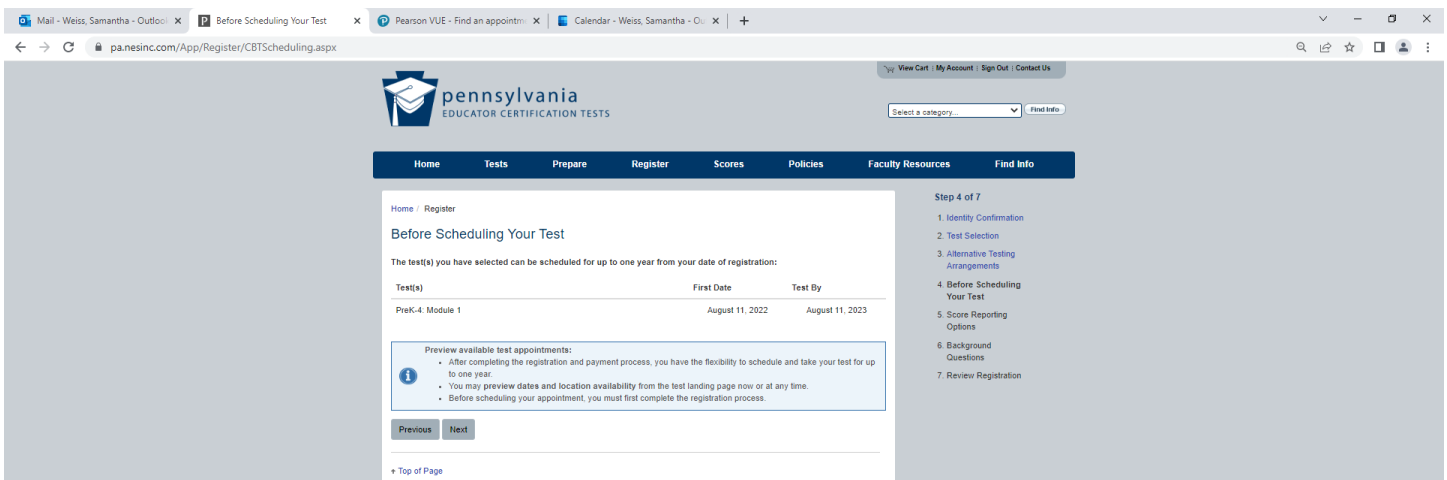 Mail - Weiss, Samantha - Outlook
Before Scheduling Your Test
Pearson VUE - Find an appointme
Calendar - Weiss, Samantha - Ou
pa.nesinc.com/App/Register/CBTScheduling.aspx
View Cart | My Account | Sign Out | Contact Us
pennsylvania
EDUCATOR CERTIFICATION TESTS
Select a category...
Find Info
Home Tests Prepare Register Scores Policies Faculty Resources Find Info
Home / Register
Before Scheduling Your Test
The test(s) you have selected can be scheduled for up to one year from your date of registration:
Test(s) First Date Test By
PreK-4: Module 1 August 11, 2022 August 11, 2023
Preview available test appointments:
• After completing the registration and payment process, you have the flexibility to schedule and take your test for up
to one year.
• You may preview dates and location availability from the test landing page now or at any time.
• Before scheduling your appointment, you must first complete the registration process.
Previous Next
Top of Page
Step 4 of 7
1. Identity Confirmation
2. Test Selection
3. Alternative Testing
Arrangements
4. Before Scheduling
Your Test
5. Score Reporting
Options
6. Background
Questions
7. Review Registration